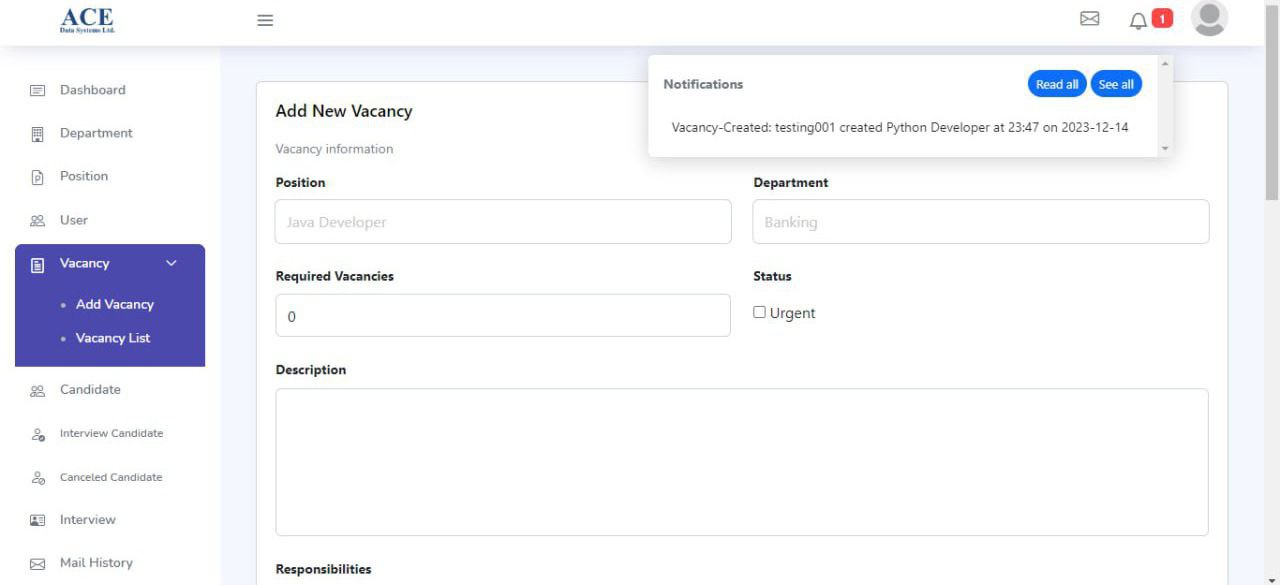 ACE
Data Systems Ltd.
1
Dashboard
Department
Position
User
Vacancy
Add Vacancy
Vacancy List
Candidate
Interview Candidate
Canceled Candidate
Interview
Mail History
Notifications
Read all
See all
Vacancy-Created: testing001 created Python Developer at 23:47 on 2023-12-14
Add New Vacancy
Vacancy information
Position
Department
Java Developer
Banking
Required Vacancies
Status
0
Urgent
Description
Responsibilities